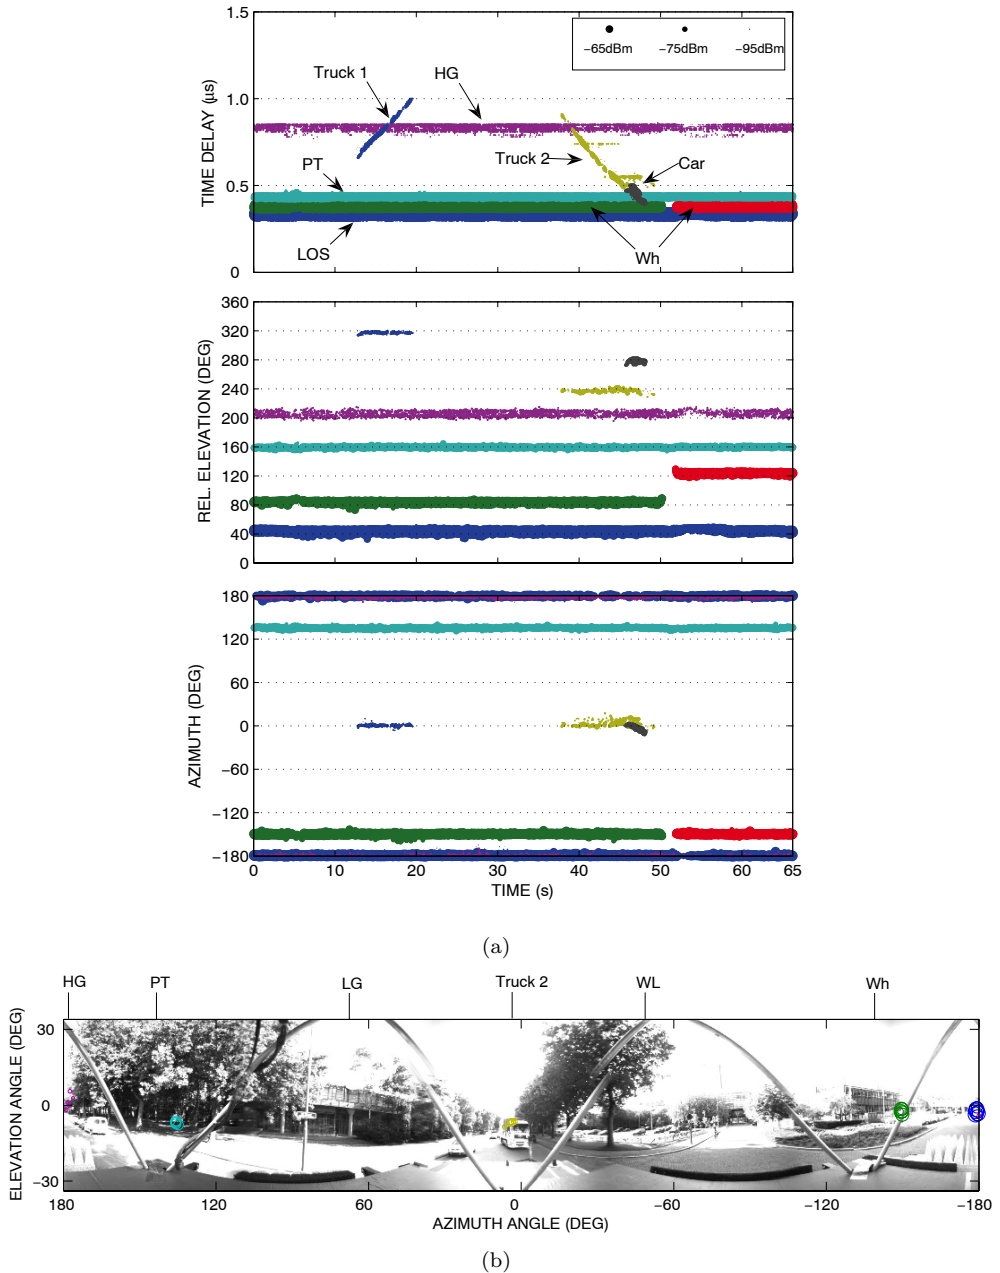 1.5
1.0
0.5
0
TIME DELAY (µs)
−65dBm −75dBm −95dBm
Truck 1
HG
PT
Truck 2
Car
LOS
Wh
360
320
280
240
200
160
120
80
40
0
REL. ELEVATION (DEG)
180
120
60
0
−60
−120
−180
AZIMUTH (DEG)
0 10 20 30 40 50 60 65
TIME (s)
(a)
HG PT LG Truck 2 WL Wh
30
0
−30
ELEVATION ANGLE (DEG)
180 120 60 0 −60 −120 −180
AZIMUTH ANGLE (DEG)
(b)